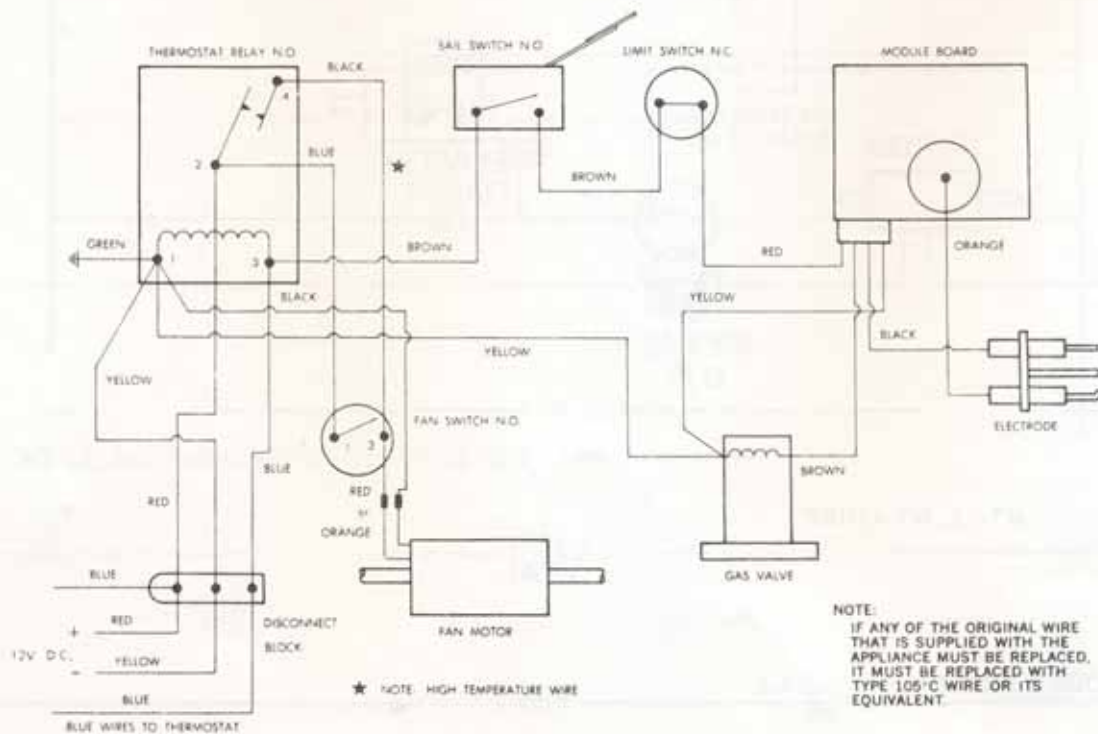 THERMOSTAT RELAY N.O.
BLACK
SAIL SWITCH N.O.
LIMIT SWITCH N.C.
MODULE BOARD
4
2
BLUE
★
BROWN
GREEN
1
3
BROWN
RED
ORANGE
BLACK
YELLOW
BLACK
YELLOW
YELLOW
ELECTRODE
FAN SWITCH N.O.
1
2
BLUE
BROWN
RED
RED
or
ORANGE
GAS VALVE
BLUE
DISCONNECT
BLOCK
FAN MOTOR
+
RED
12V D.C.
-
YELLOW
BLUE
BLUE WIRES TO THERMOSTAT
★ NOTE HIGH TEMPERATURE WIRE
NOTE:
IF ANY OF THE ORIGINAL WIRE
THAT IS SUPPLIED WITH THE
APPLIANCE MUST BE REPLACED,
IT MUST BE REPLACED WITH
TYPE 105°C WIRE OR ITS
EQUIVALENT.